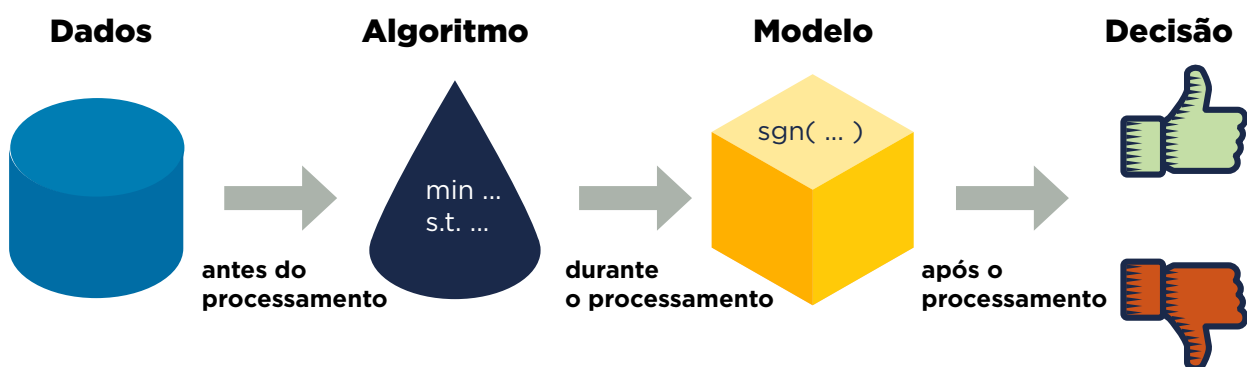 Dados
Algoritmo
Modelo
Decisão
min ...
s.t. ...
sgn( ... )
antes do
processamento
durante
o processamento
após o
processamento